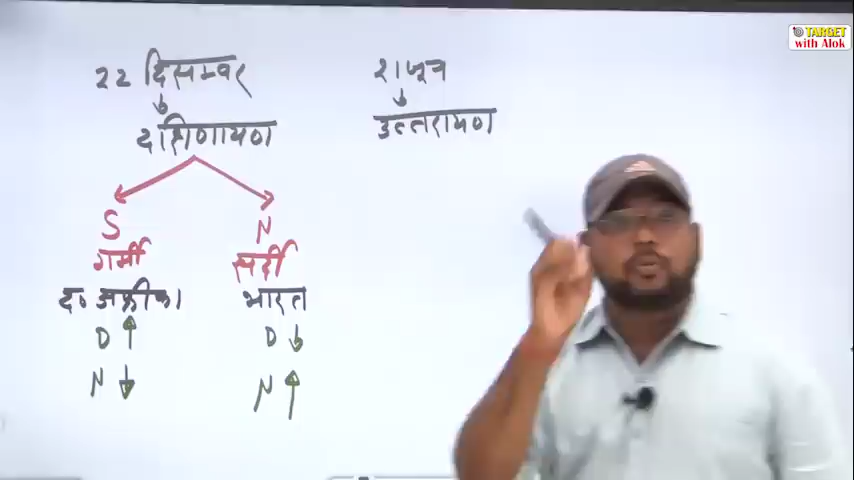 TARGET
with Alok
22 दिसम्बर
दक्षिणायण
S
गर्मी
द० अफ्रीका
D ↑
N ↓
N
सर्दी
भारत
D ↓
N ↑
21 जून
↓
उत्तरायण